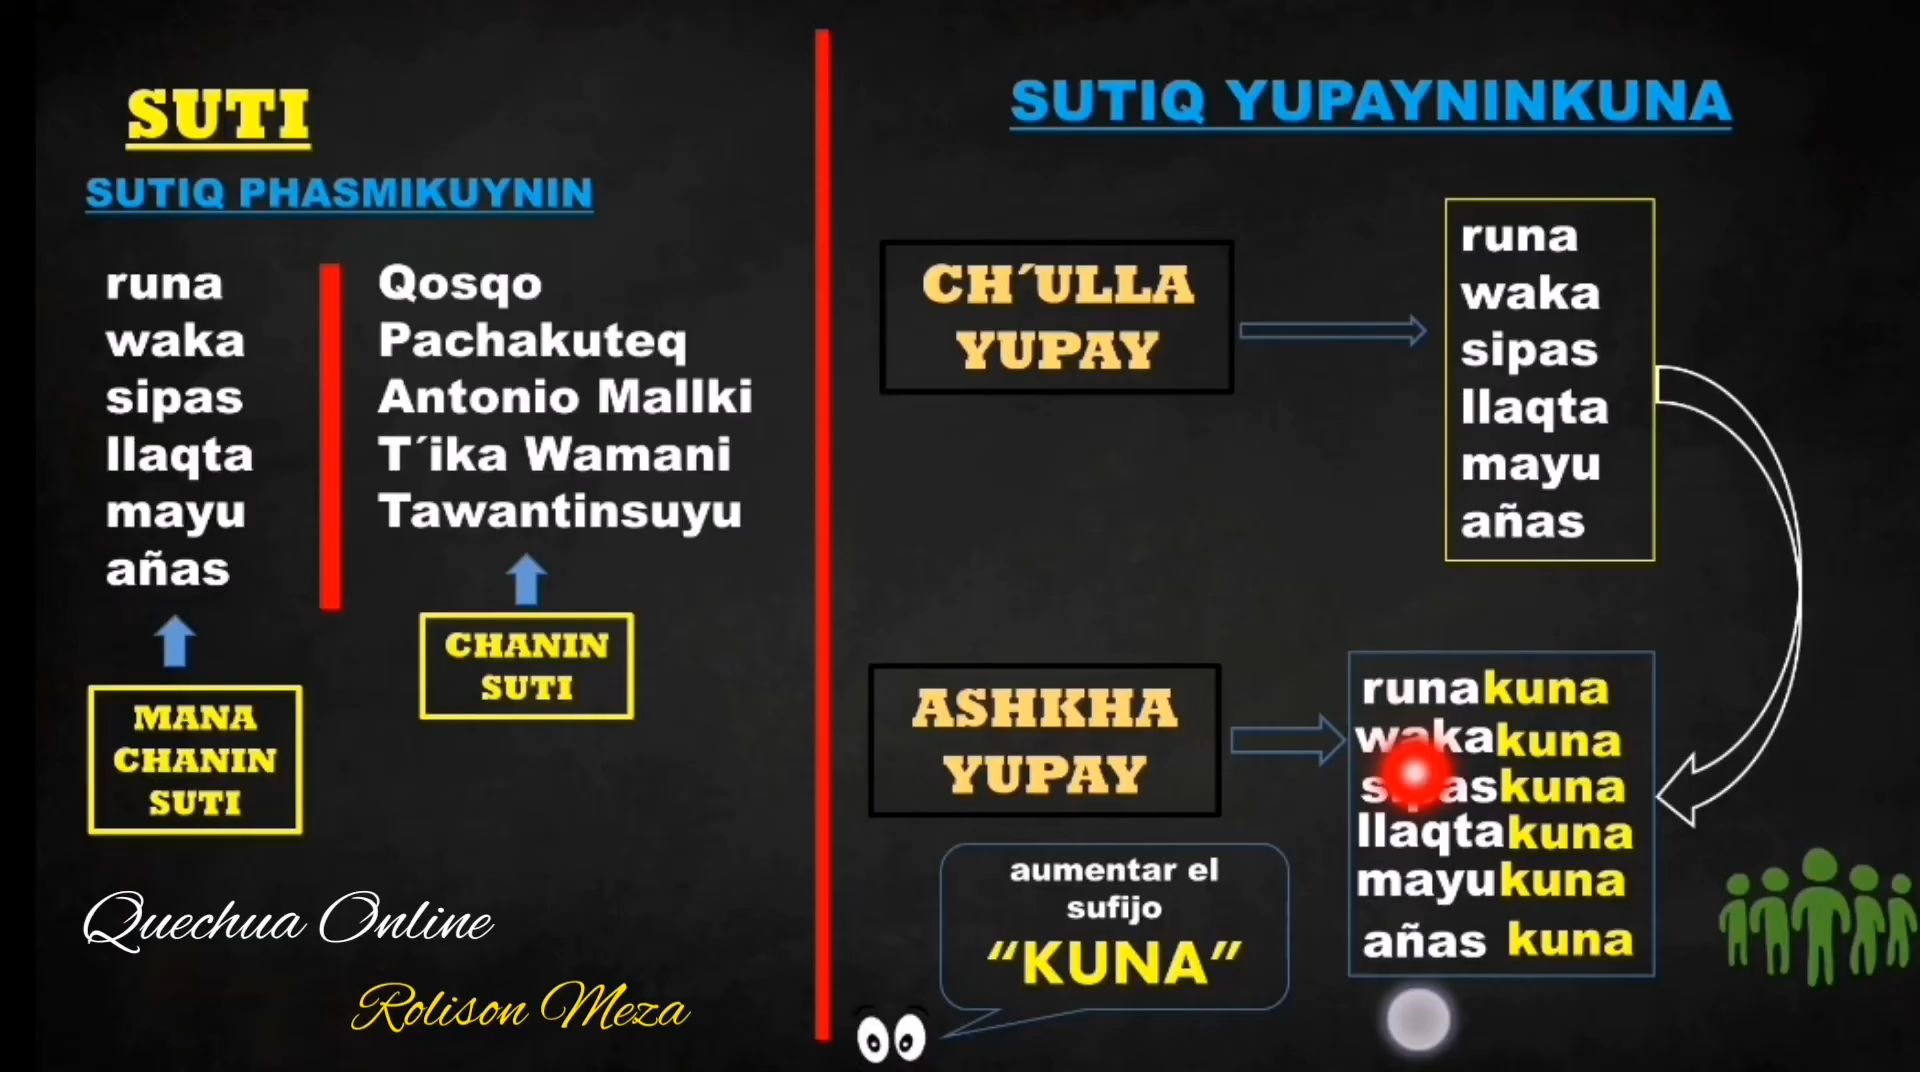 SUTI
SUTIQ PHASMIKUYNIN
runa
waka
sipas
llaqta
mayu
añas
MANA
CHANIN
SUTI
Qosqo
Pachakuteq
Antonio Mallki
T´ika Wamani
Tawantinsuyu
CHANIN
SUTI
Quechua Online
Rolison Meza
SUTIQ YUPAYNINKUNA
CH´ULLA
YUPAY
runa
waka
sipas
llaqta
mayu
añas
ASHKHA
YUPAY
runakuna
wakakuna
sipaskuna
llaqtakuna
mayukuna
añas kuna
aumentar el
sufijo
“KUNA”